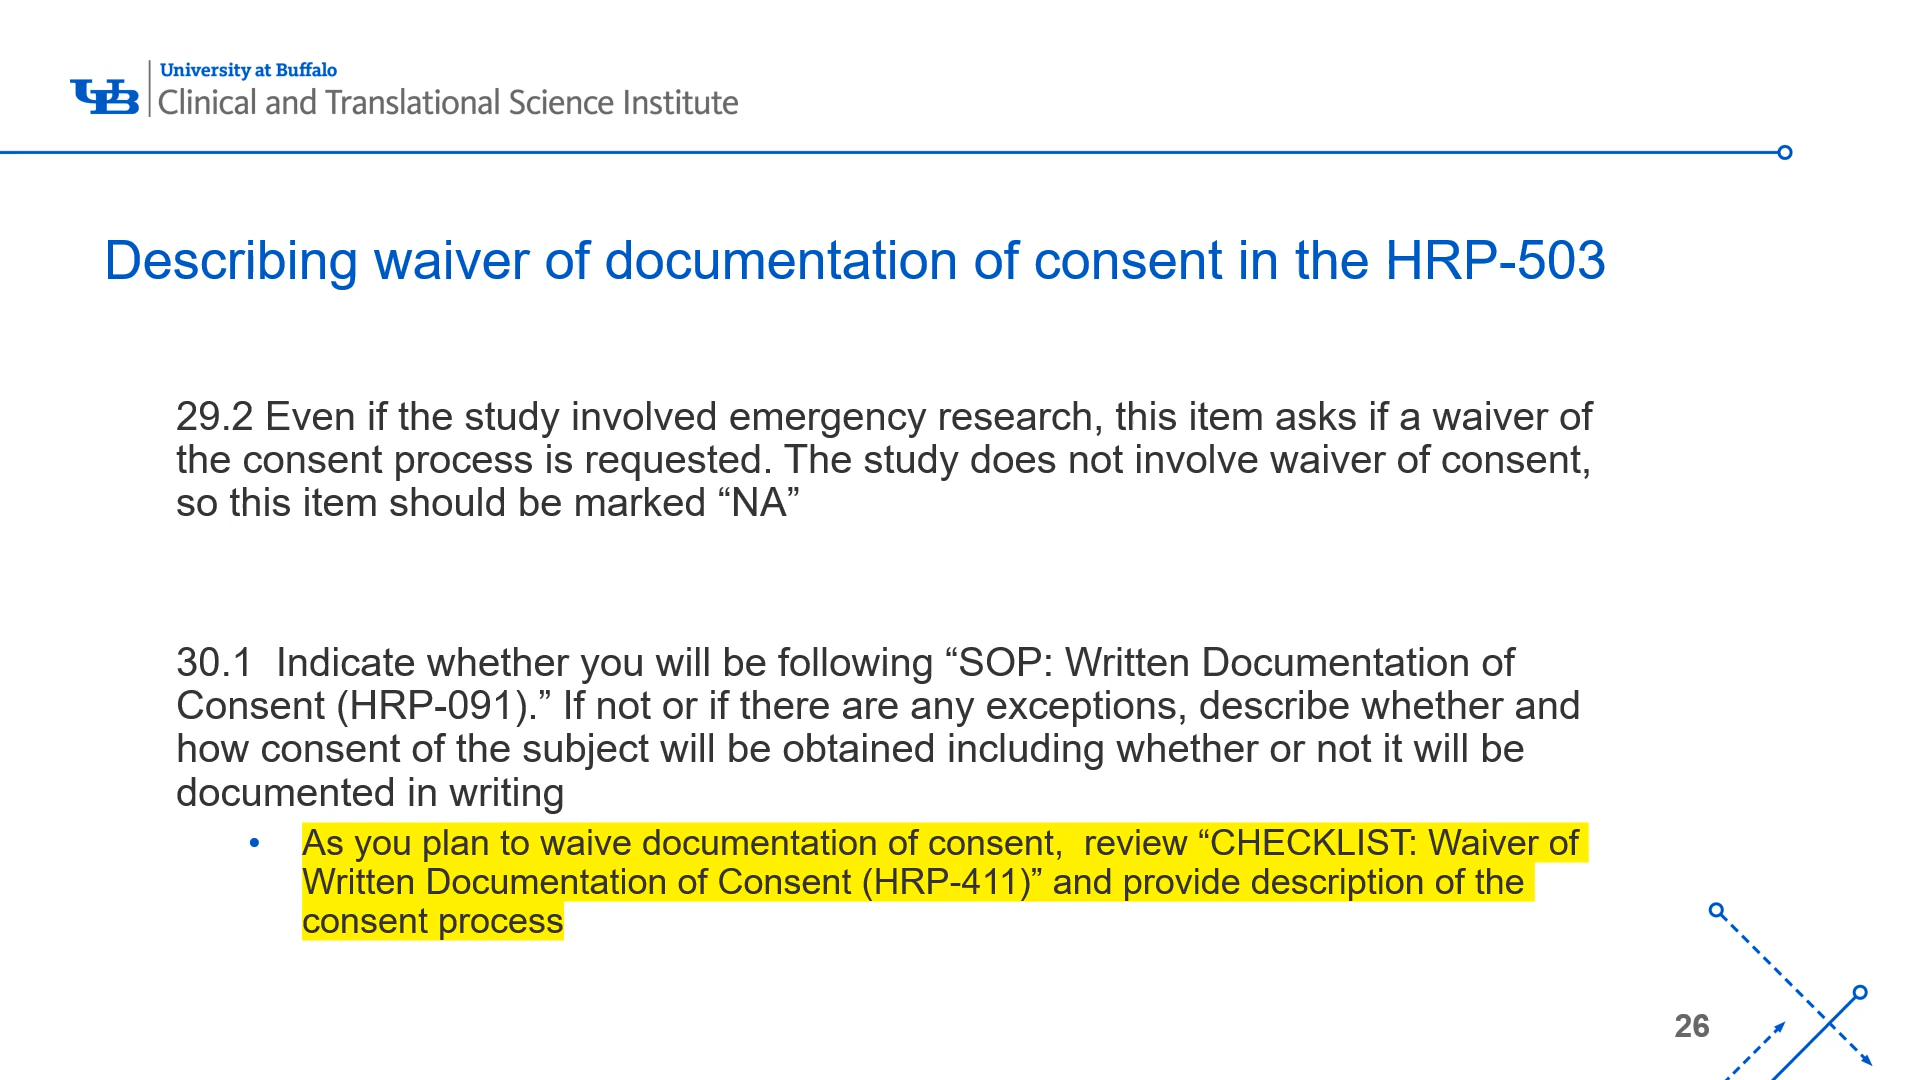 University at Buffalo
UB
Clinical and Translational Science Institute
Describing waiver of documentation of consent in the HRP-503
29.2 Even if the study involved emergency research, this item asks if a waiver of
the consent process is requested. The study does not involve waiver of consent,
so this item should be marked “NA”
30.1  Indicate whether you will be following “SOP: Written Documentation of
Consent (HRP-091).” If not or if there are any exceptions, describe whether and
how consent of the subject will be obtained including whether or not it will be
documented in writing
• As you plan to waive documentation of consent,  review “CHECKLIST: Waiver of
Written Documentation of Consent (HRP-411)” and provide description of the
consent process
26